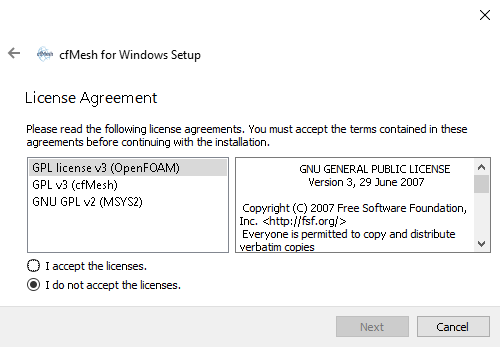 cfMesh for Windows Setup
License Agreement
Please read the following license agreements. You must accept the terms contained in these
agreements before continuing with the installation.
GPL license v3 (OpenFOAM)
GPL v3 (cfMesh)
GNU GPL v2 (MSYS2)
GNU GENERAL PUBLIC LICENSE
Version 3, 29 June 2007
Copyright (C) 2007 Free Software Foundation,
Inc. <http://fsf.org/>
Everyone is permitted to copy and distribute
verbatim copies
I accept the licenses.
I do not accept the licenses.
Next
Cancel